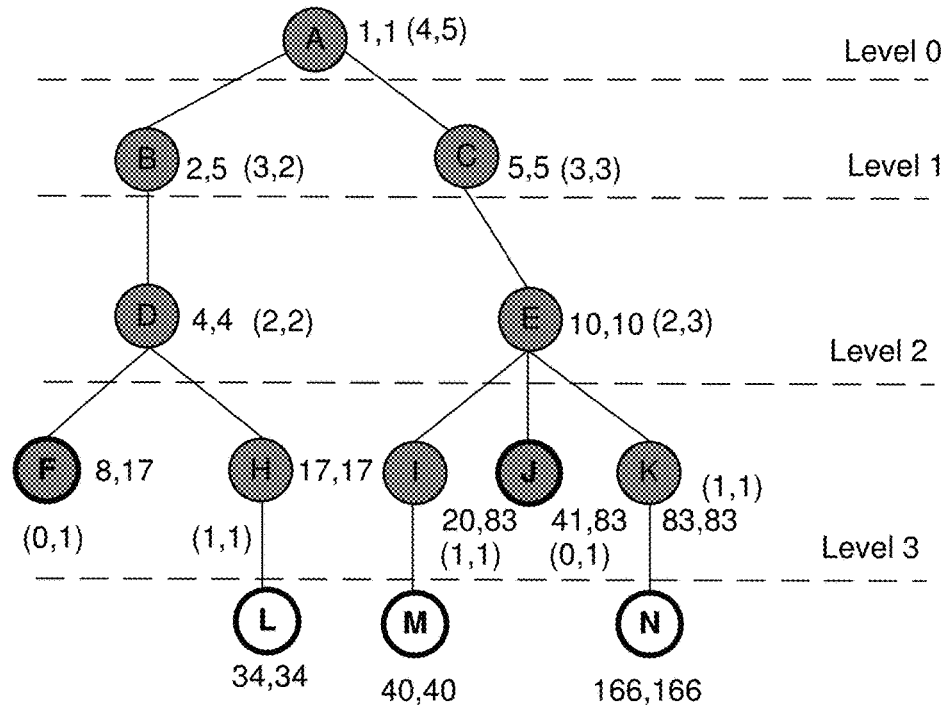 A 1,1 (4,5)
Level 0
B 2,5 (3,2)
C 5,5 (3,3)
Level 1
D 4,4 (2,2)
E 10,10 (2,3)
Level 2
F 8,17
H 17,17
I
J
K (1,1)
20,83
41,83
83,83
(0,1)
(1,1)
(1,1)
(0,1)
Level 3
L
M
N
34,34
40,40
166,166